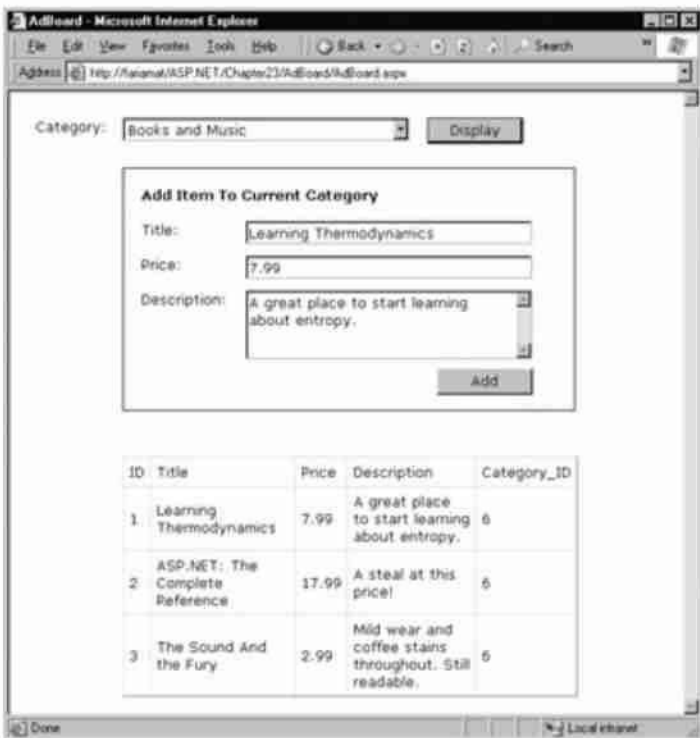 AdBoard - Microsoft Internet Explorer
File Edit View Favorites Tools Help Back Search
Address http://fariamat/ASP.NET/Chapter23/AdBoard/AdBoard.aspx
Category: Books and Music Display
Add Item To Current Category
Title: Learning Thermodynamics
Price: 7.99
Description: A great place to start learning
about entropy.
Add
ID Title Price Description Category_ID
1 Learning Thermodynamics 7.99 A great place to start learning about entropy. 6
2 ASP.NET: The Complete Reference 17.99 A steal at this price! 6
3 The Sound And the Fury 2.99 Mild wear and coffee stains throughout. Still readable. 6
Done Local intranet